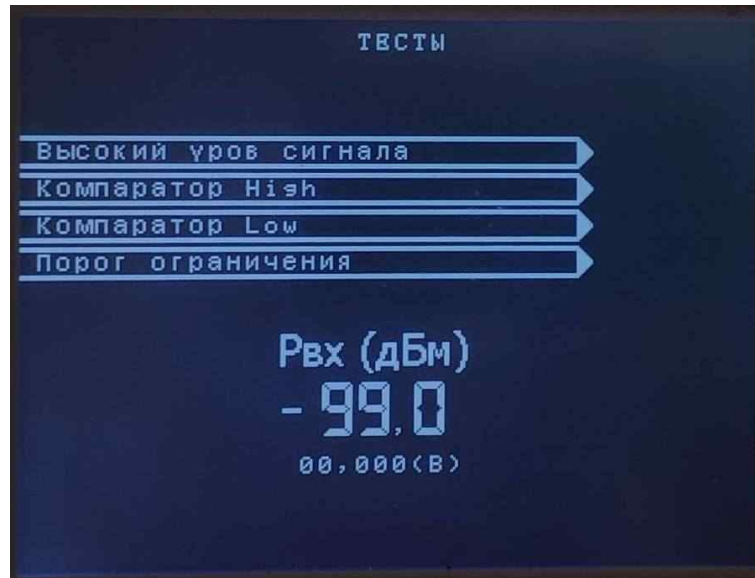 ТЕСТЫ
Высокий уров сигнала
Компаратор High
Компаратор Low
Порог ограничения
Рвх (дБм)
-99,0
00,000(В)